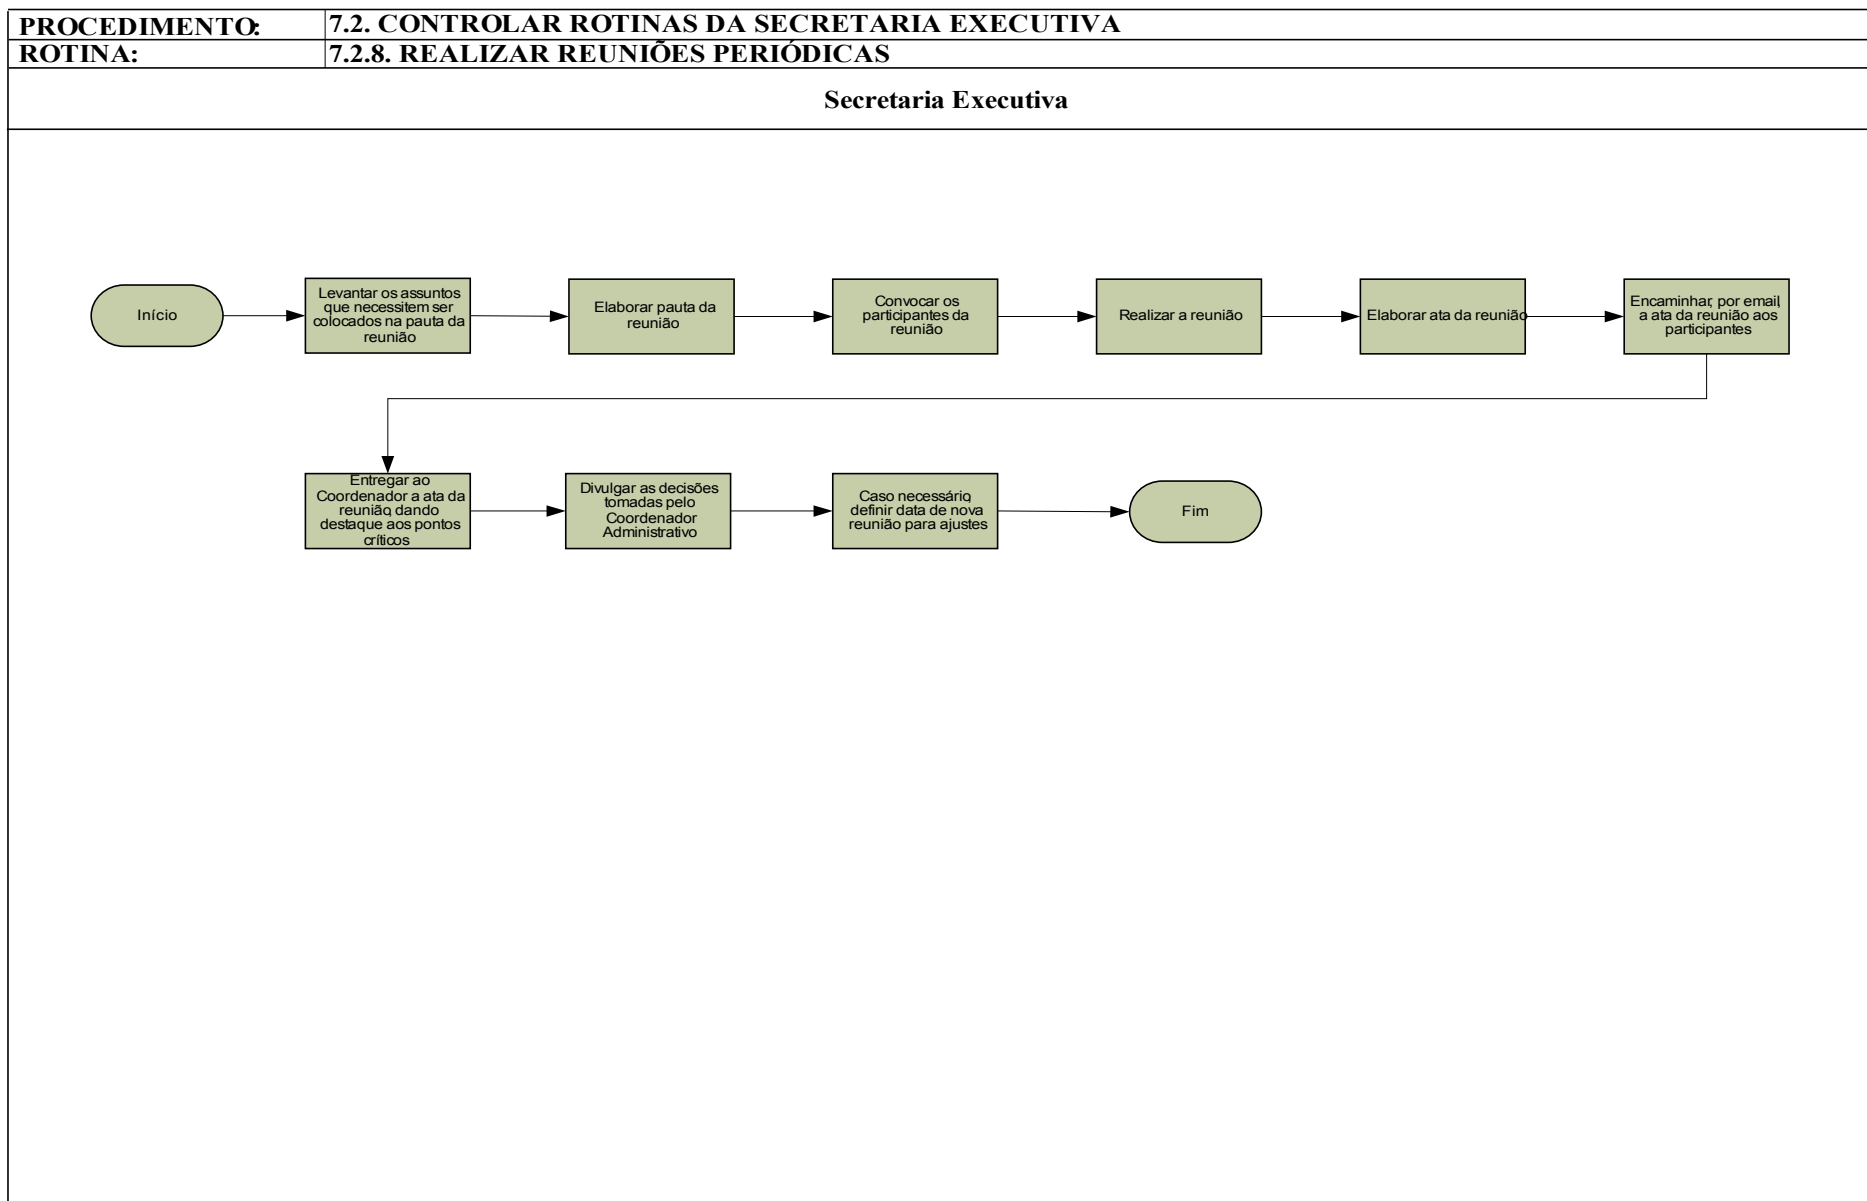 PROCEDIMENTO:
7.2. CONTROLAR ROTINAS DA SECRETARIA EXECUTIVA
ROTINA:
7.2.8. REALIZAR REUNIÕES PERIÓDICAS
Secretaria Executiva
Início
Levantar os assuntos
que necessitem ser
colocados na pauta da
reunião
Elaborar pauta da
reunião
Convocar os
participantes da
reunião
Realizar a reunião
Elaborar ata da reunião
Encaminhar, por email,
a ata da reunião aos
participantes
Entregar ao
Coordenador a ata da
reunião, dando
destaque aos pontos
críticos
Divulgar as decisões
tomadas pelo
Coordenador
Administrativo
Caso necessário,
definir data de nova
reunião para ajustes
Fim